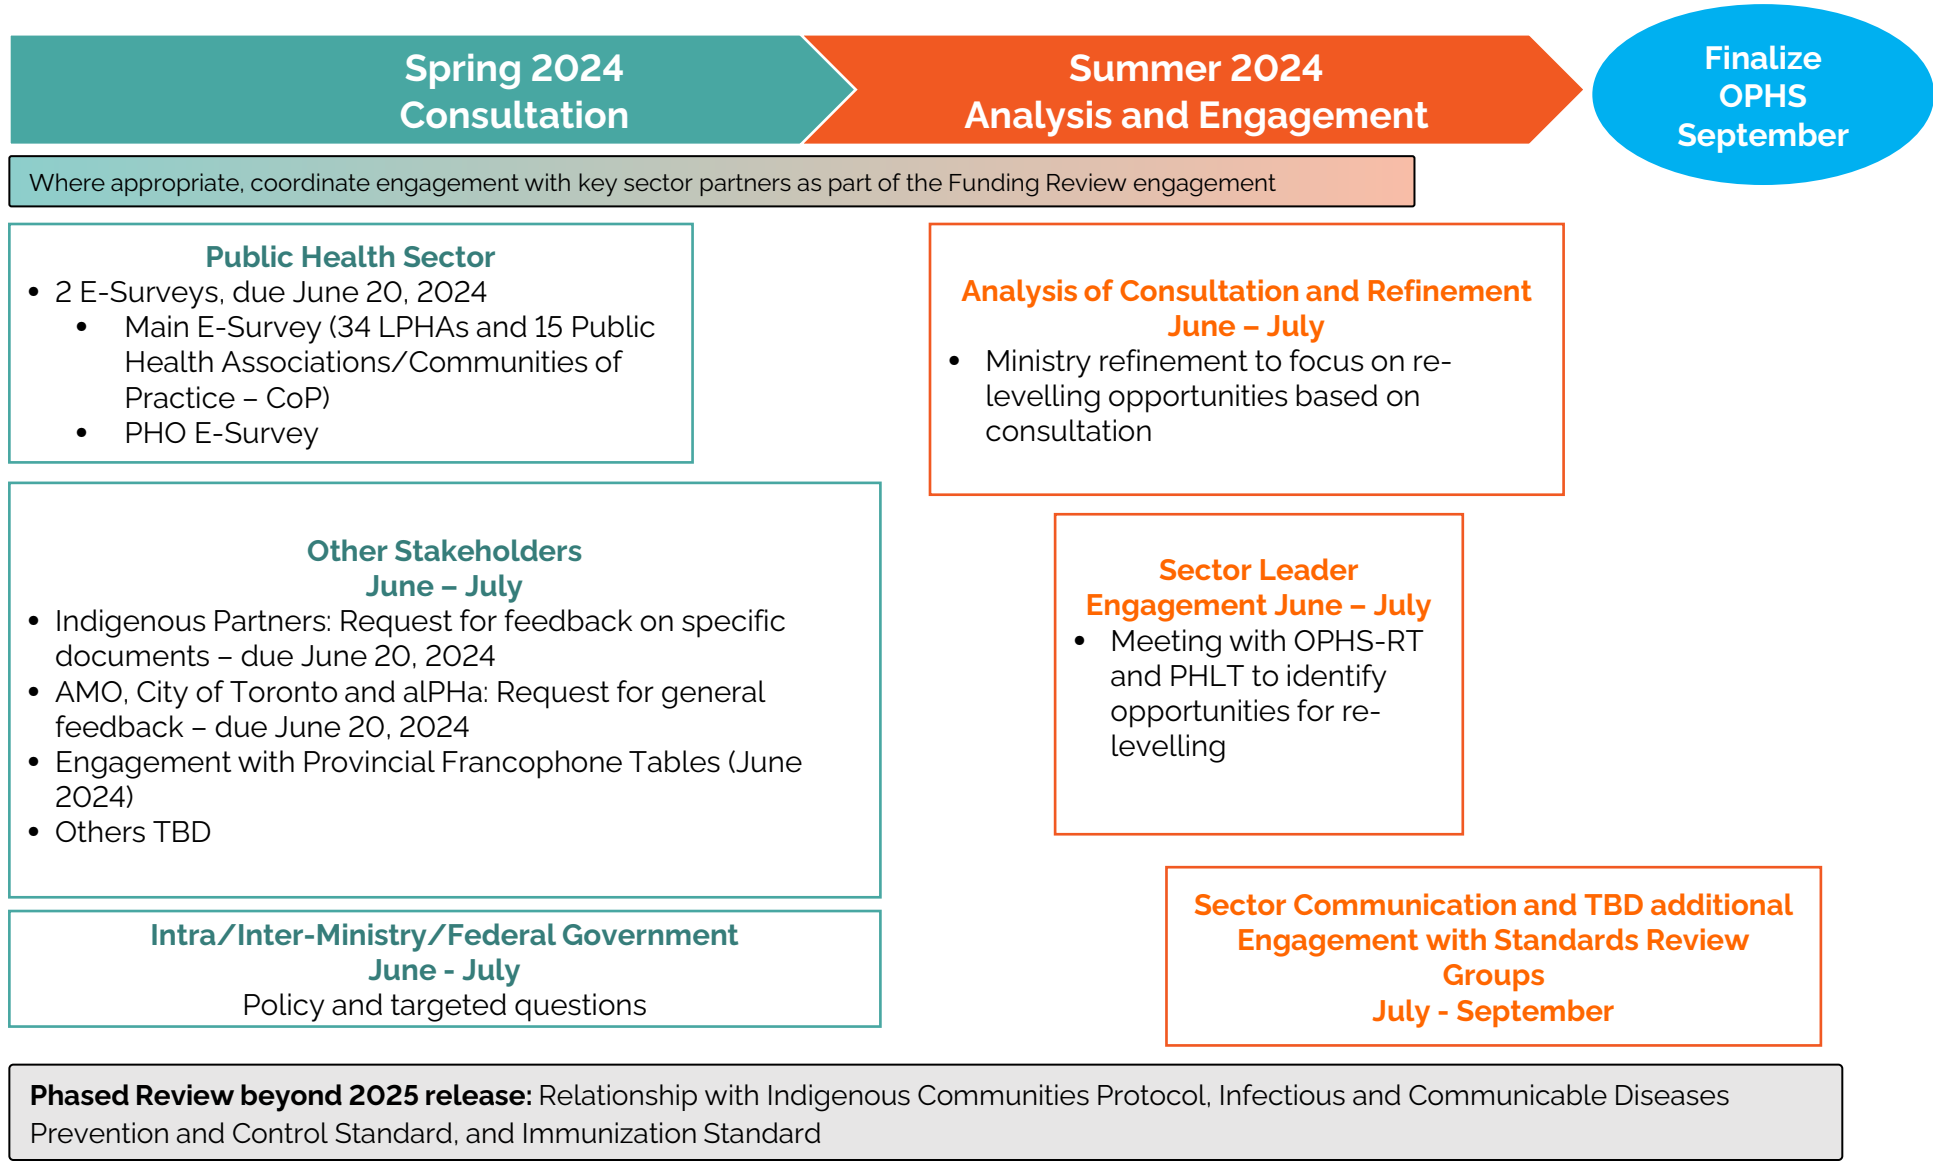 Spring 2024
Consultation
Summer 2024
Analysis and Engagement
Finalize
OPHS
September
Where appropriate, coordinate engagement with key sector partners as part of the Funding Review engagement
Public Health Sector
• 2 E-Surveys, due June 20, 2024
• Main E-Survey (34 LPHAs and 15 Public
Health Associations/Communities of
Practice – CoP)
• PHO E-Survey
Other Stakeholders
June – July
• Indigenous Partners: Request for feedback on specific
documents – due June 20, 2024
• AMO, City of Toronto and alPHa: Request for general
feedback – due June 20, 2024
• Engagement with Provincial Francophone Tables (June
2024)
• Others TBD
Intra/Inter-Ministry/Federal Government
June - July
Policy and targeted questions
Analysis of Consultation and Refinement
June – July
• Ministry refinement to focus on re-
levelling opportunities based on
consultation
Sector Leader
Engagement June – July
• Meeting with OPHS-RT
and PHLT to identify
opportunities for re-
levelling
Sector Communication and TBD additional
Engagement with Standards Review
Groups
July - September
Phased Review beyond 2025 release: Relationship with Indigenous Communities Protocol, Infectious and Communicable Diseases
Prevention and Control Standard, and Immunization Standard